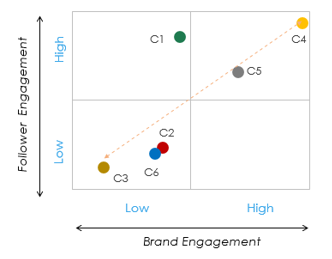 Follower Engagement
High
Low
C1
C4
C5
C2
C6
C3
Low
High
Brand Engagement